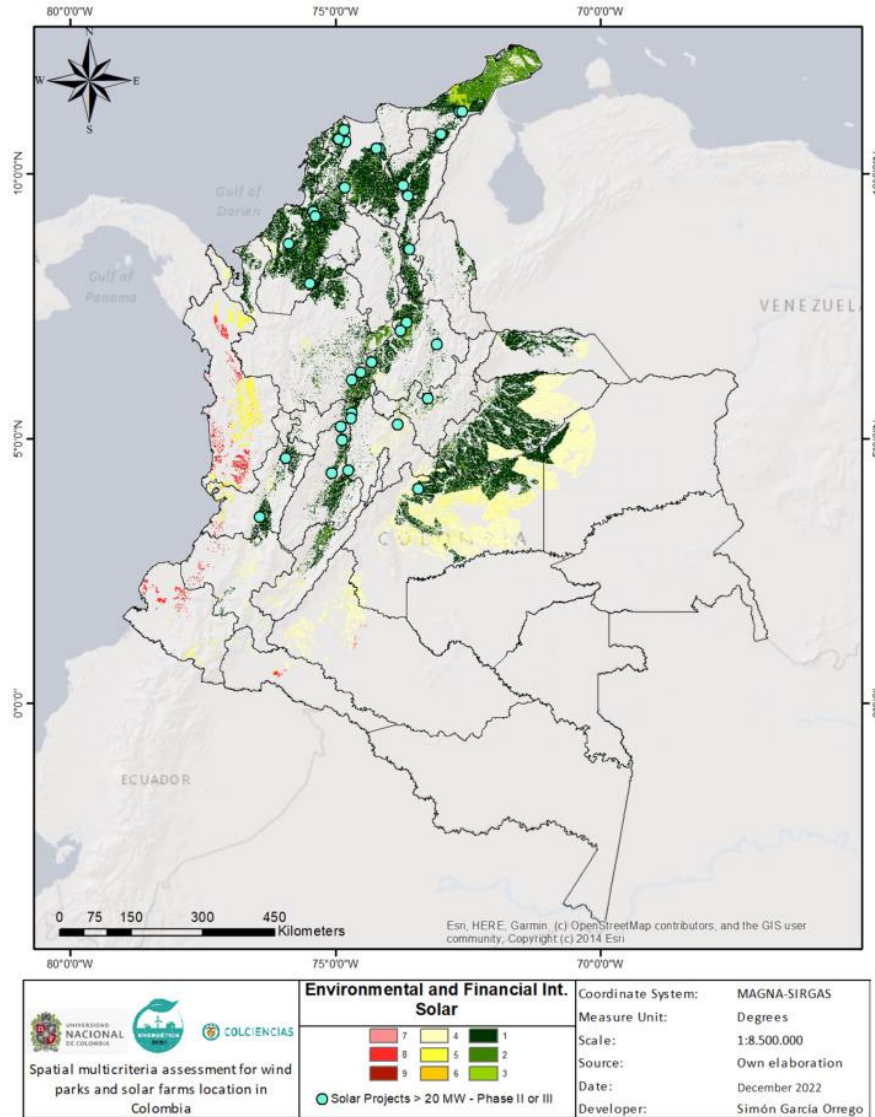 80°0'0"W 75°0'0"W 70°0'0"W
N
W E
S
10°0'0"N
Gulf of
Darien
Gulf of
Panama
VENEZUEL
5°0'0"N
COLOMBIA
0°0'0"
ECUADOR
0 75 150 300 450
Kilometers
Esri, HERE, Garmin, (c) OpenStreetMap contributors, and the GIS user
community, Copyright (c) 2014 Esri
80°0'0"W 75°0'0"W 70°0'0"W
UNIVERSIDAD
NACIONAL
DE COLOMBIA
ENERGÉTICA
COLCIENCIAS
Spatial multicriteria assessment for wind
parks and solar farms location in
Colombia
Environmental and Financial Int.
Solar
7 4 1
8 5 2
9 6 3
Solar Projects > 20 MW - Phase II or III
Coordinate System: MAGNA-SIRGAS
Measure Unit: Degrees
Scale: 1:8.500.000
Source: Own elaboration
Date: December 2022
Developer: Simón García Orrego